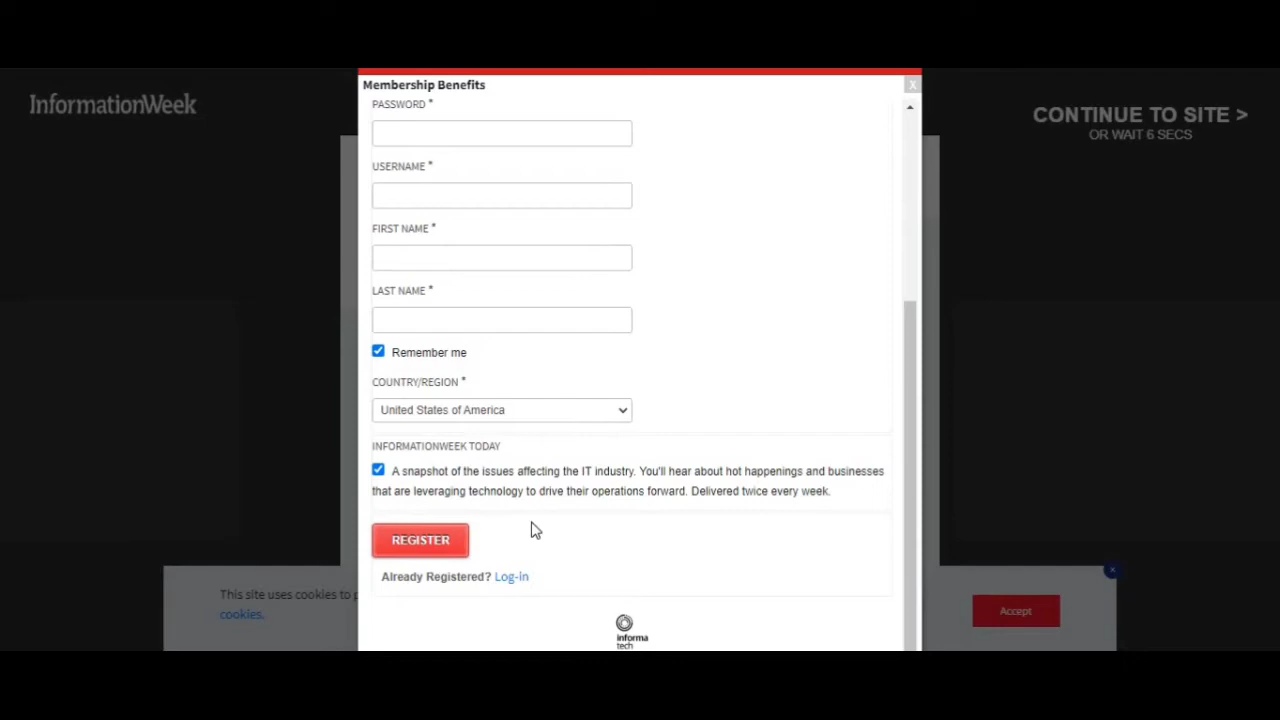 Membership Benefits
X
InformationWeek
CONTINUE TO SITE >
OR WAIT 6 SECS
PASSWORD *
USERNAME *
FIRST NAME *
LAST NAME *
Remember me
COUNTRY/REGION *
United States of America
INFORMATIONWEEK TODAY
A snapshot of the issues affecting the IT industry. You'll hear about hot happenings and businesses
that are leveraging technology to drive their operations forward. Delivered twice every week.
REGISTER
Already Registered? Log-in
This site uses cookies to
cookies.
Accept
informa
tech